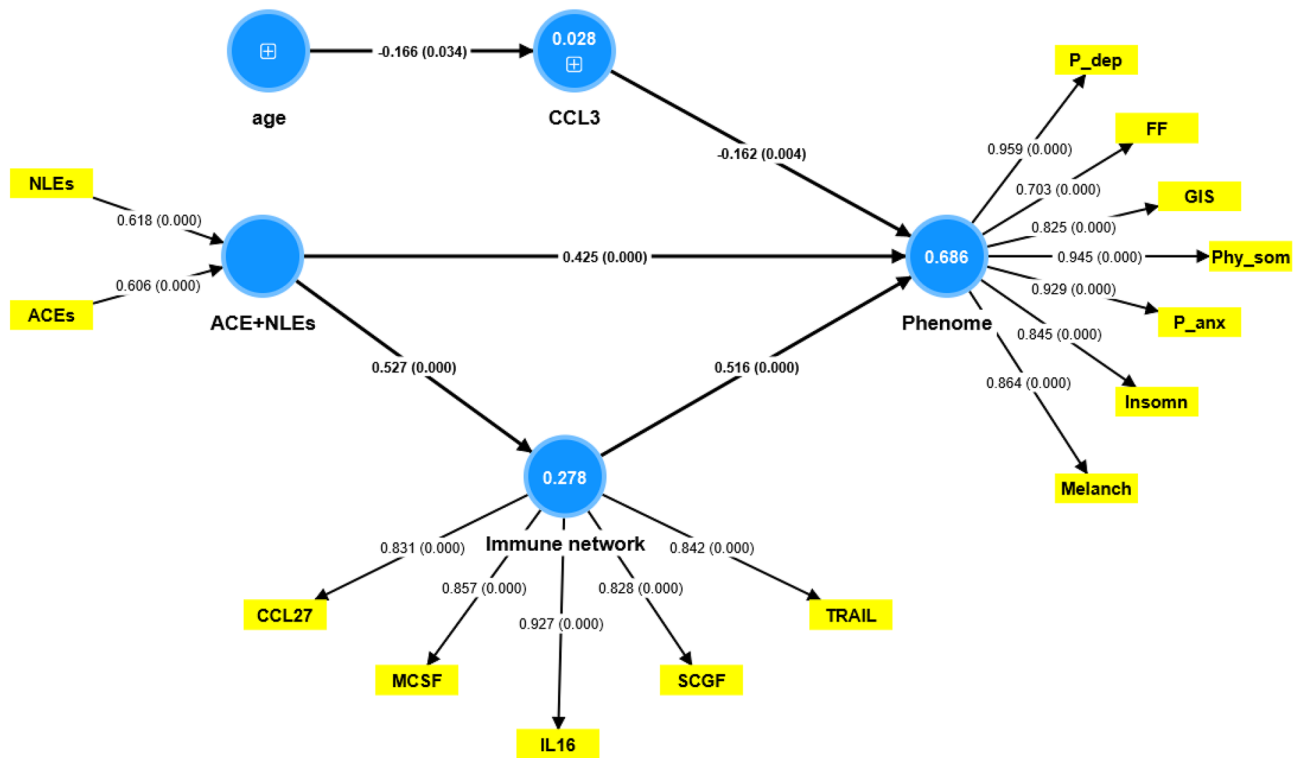 0.028
-0.166 (0.034)
age
CCL3
P_dep
FF
-0.162 (0.004)
0.959 (0.000)
NLEs
0.703 (0.000)
GIS
0.618 (0.000)
0.825 (0.000)
0.425 (0.000)
0.686
0.945 (0.000)
Phy_som
0.606 (0.000)
0.929 (0.000)
ACEs
ACE+NLEs
Phenome
P_anx
0.845 (0.000)
0.527 (0.000)
0.516 (0.000)
0.864 (0.000)
Insomn
0.278
Melanch
Immune network
0.831 (0.000)
0.842 (0.000)
0.857 (0.000)
0.828 (0.000)
CCL27
0.927 (0.000)
TRAIL
MCSF
SCGF
IL16